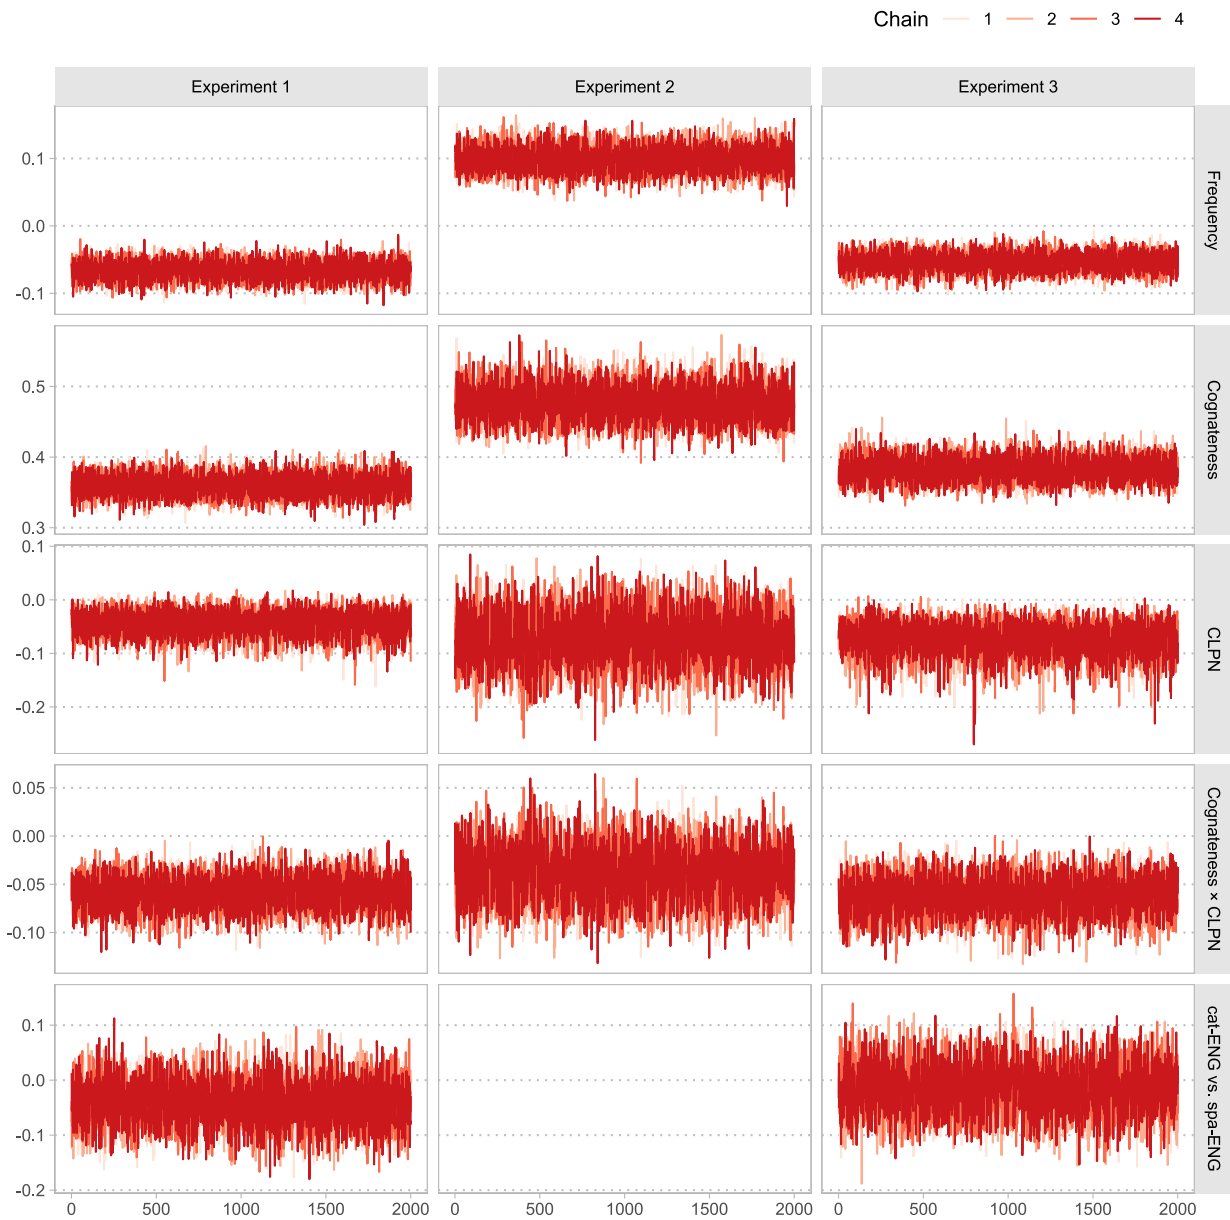 Chain 1 2 3 4
Experiment 1 Experiment 2 Experiment 3
0.1
0.0
-0.1
Frequency
0.5
0.4
0.3
Cognateness
0.1
0.0
-0.1
-0.2
CLPN
0.05
0.00
-0.05
-0.10
Cognateness × CLPN
0.1
0.0
-0.1
-0.2
cat-ENG vs. spa-ENG
0 500 1000 1500 2000 0 500 1000 1500 2000 0 500 1000 1500 2000